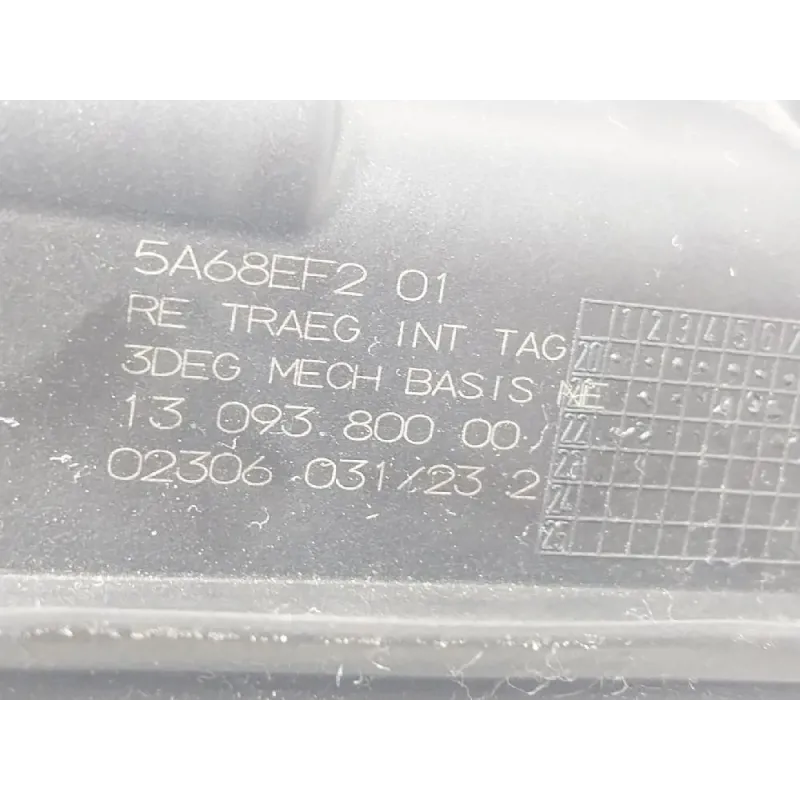 5A68EF2 01
RE TRAEG INT TAG
3DEG MECH BASIS NE
13 093 800 00
02306 031/23 2
1 2 3 4 5 6 7
20
22
23
24
25